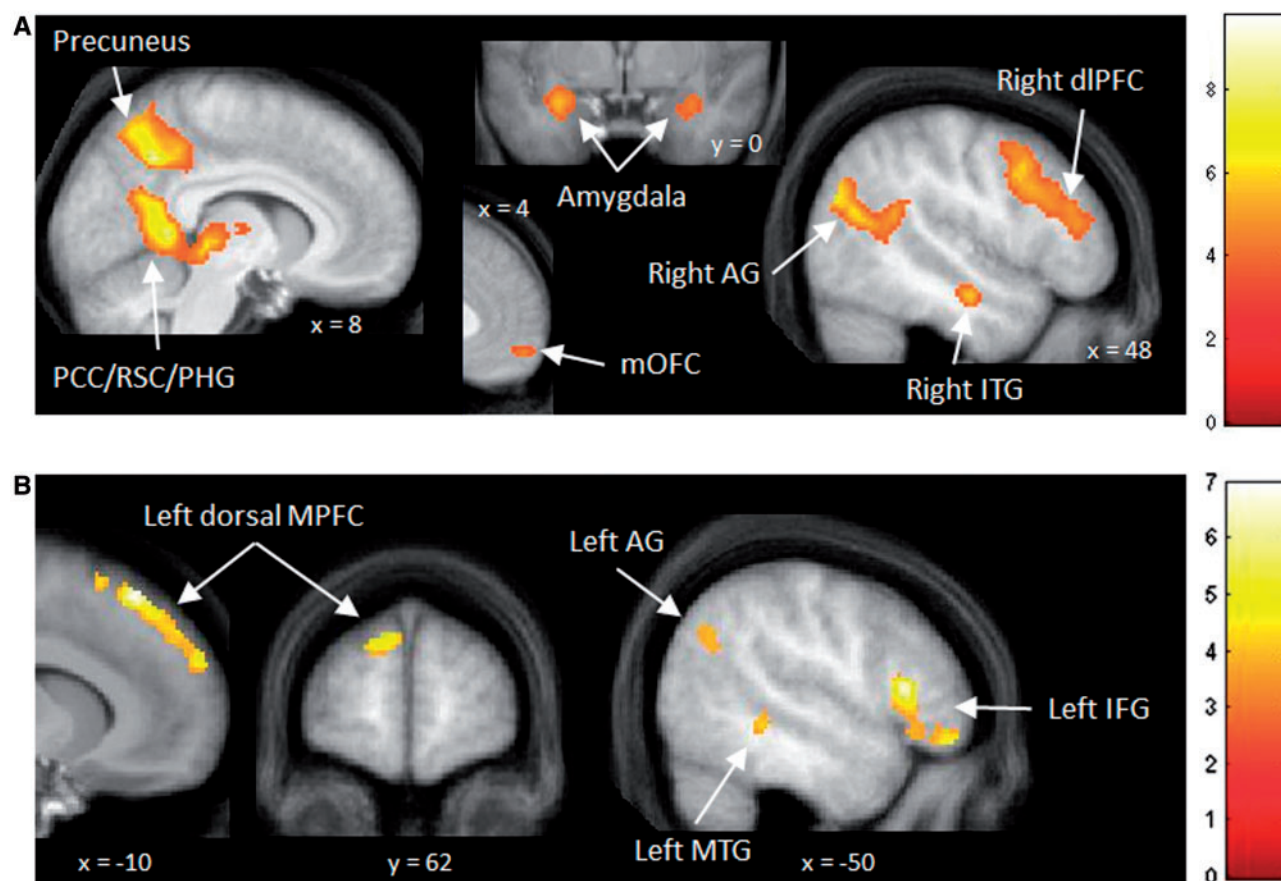 A
Precuneus
PCC/RSC/PHG
x = 8
y = 0
Amygdala
x = 4
mOFC
Right dlPFC
Right AG
Right ITG
x = 48
8
6
4
2
0
B
Left dorsal MPFC
x = -10
y = 62
Left AG
Left IFG
Left MTG
x = -50
7
6
5
4
3
2
1
0